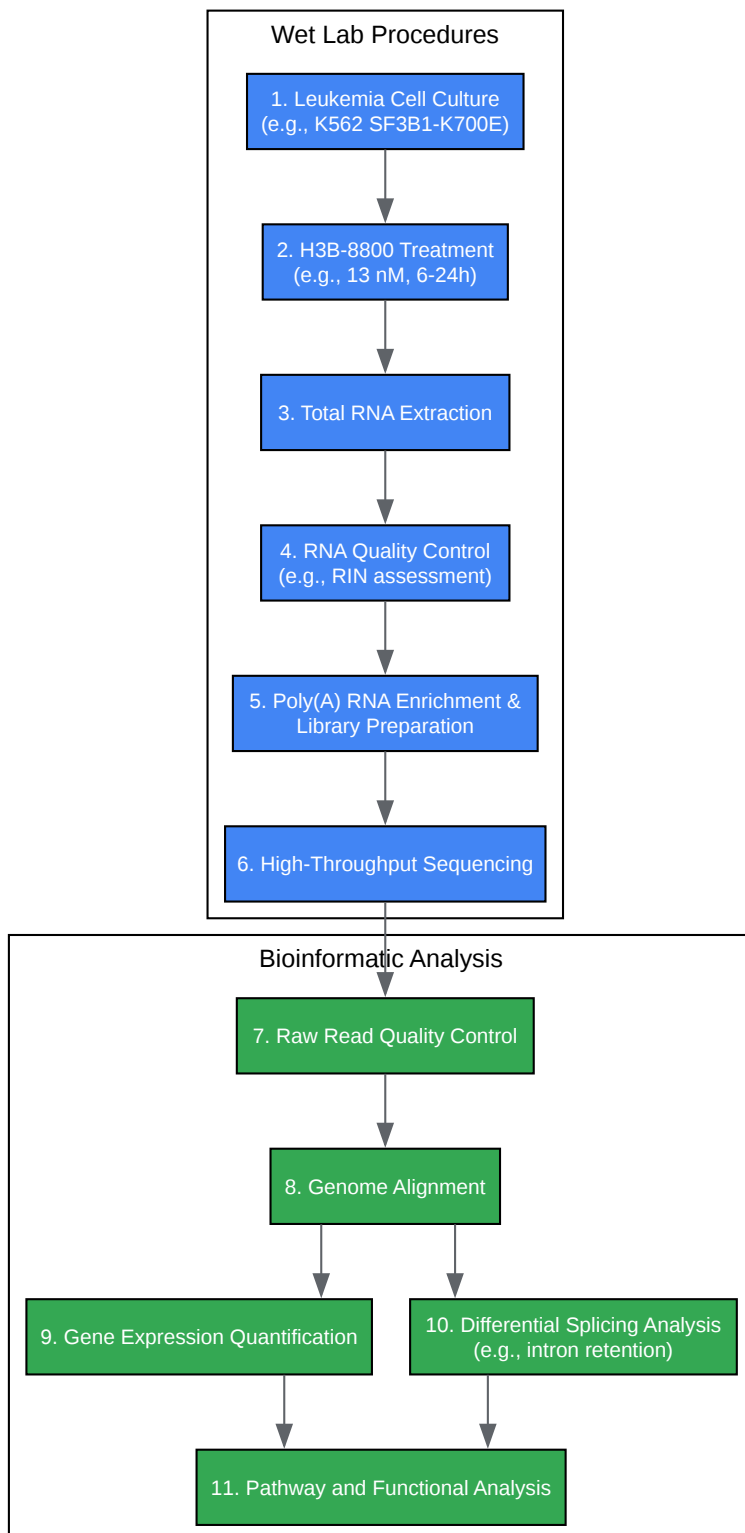 Wet Lab Procedures
1. Leukemia Cell Culture
(e.g., K562 SF3B1-K700E)
2. H3B-8800 Treatment
(e.g., 13 nM, 6-24h)
3. Total RNA Extraction
4. RNA Quality Control
(e.g., RIN assessment)
5. Poly(A) RNA Enrichment &
Library Preparation
6. High-Throughput Sequencing
Bioinformatic Analysis
7. Raw Read Quality Control
8. Genome Alignment
9. Gene Expression Quantification
10. Differential Splicing Analysis
(e.g., intron retention)
11. Pathway and Functional Analysis